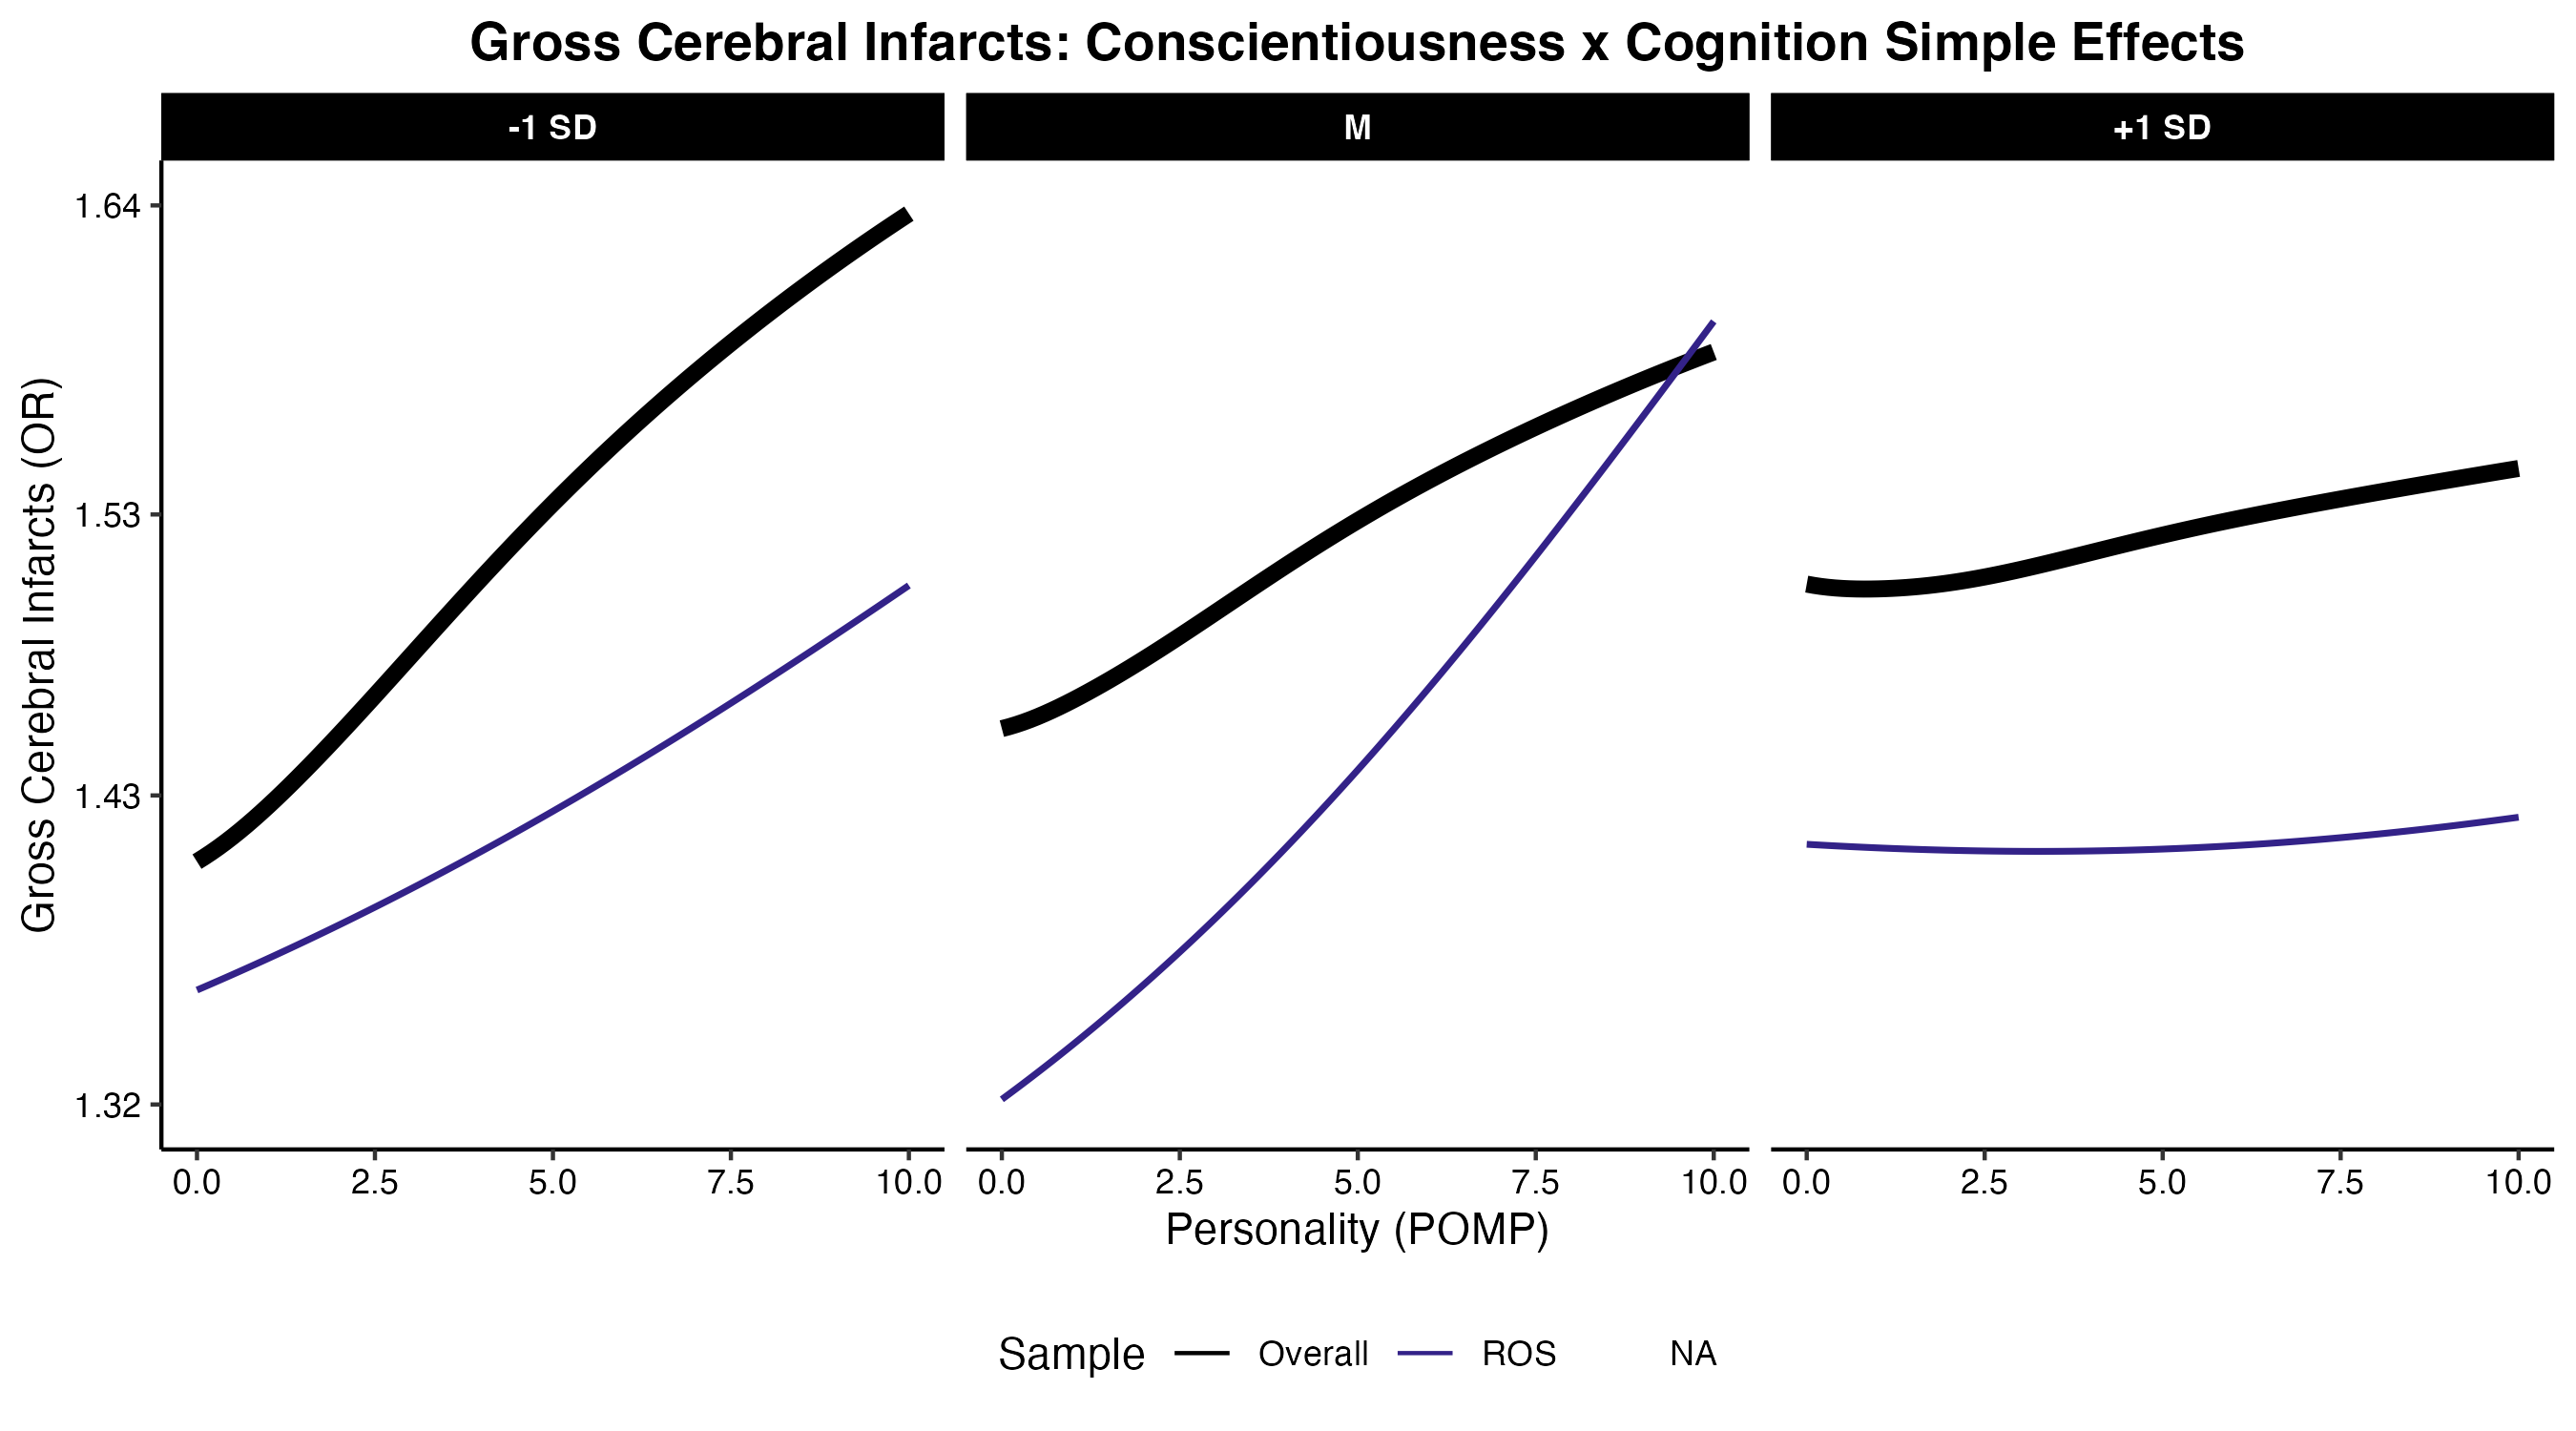 Gross Cerebral Infarcts: Conscientiousness x Cognition Simple Effects
-1 SD
M
+1 SD
Gross Cerebral Infarcts (OR)
1.64
1.53
1.43
1.32
0.0 2.5 5.0 7.5 10.0
0.0 2.5 5.0 7.5 10.0
0.0 2.5 5.0 7.5 10.0
Personality (POMP)
Sample Overall ROS NA